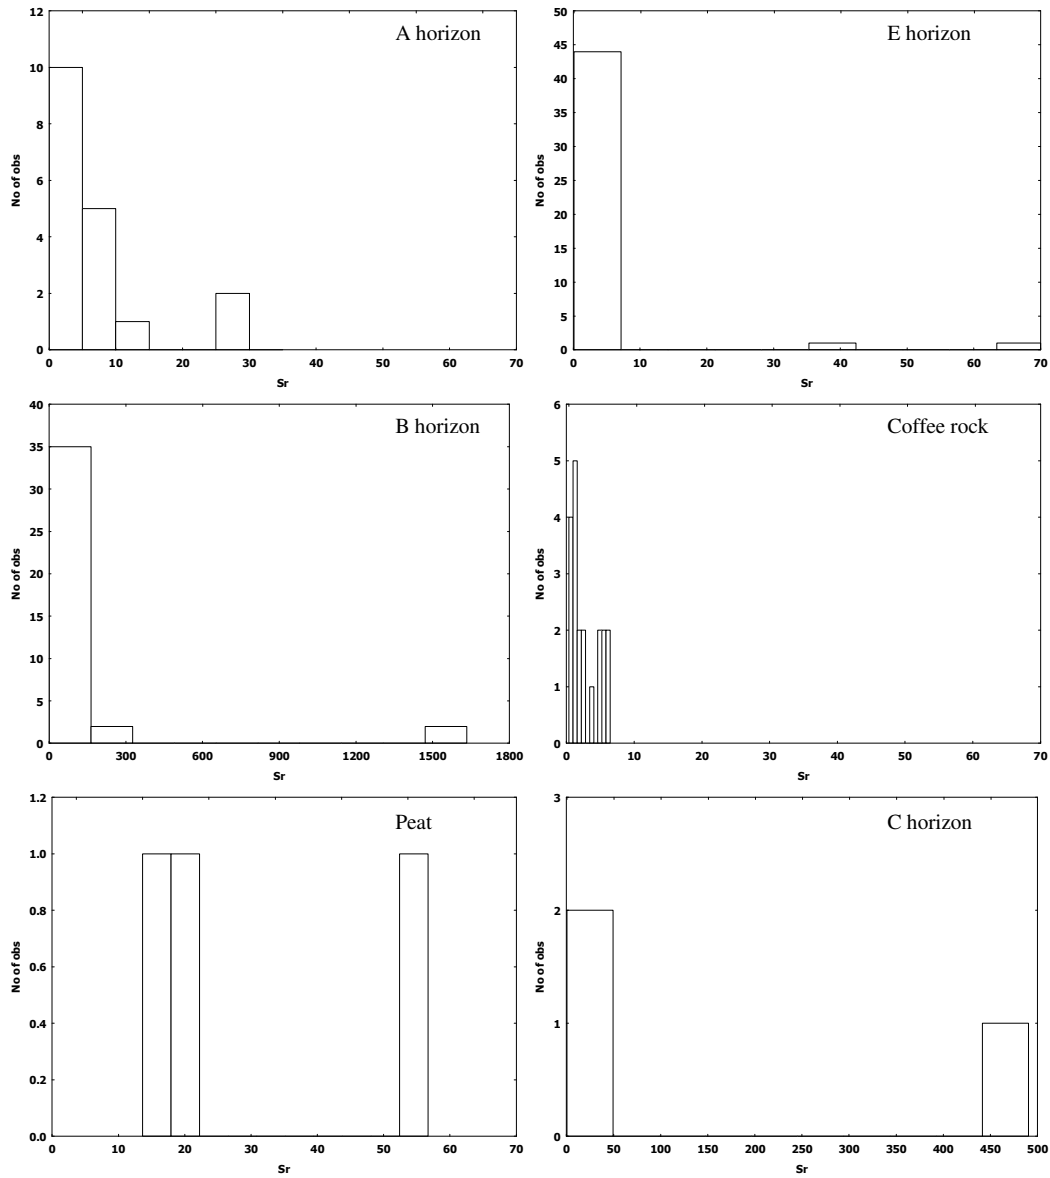 A horizon
12
10
8
6
4
2
0
No of obs
0 10 20 30 40 50 60 70
Sr
E horizon
50
45
40
35
30
25
20
15
10
5
0
No of obs
0 10 20 30 40 50 60 70
Sr
B horizon
40
35
30
25
20
15
10
5
0
No of obs
0 300 600 900 1200 1500 1800
Sr
Coffee rock
6
5
4
3
2
1
0
No of obs
0 10 20 30 40 50 60 70
Sr
Peat
1.2
1.0
0.8
0.6
0.4
0.2
0.0
No of obs
0 10 20 30 40 50 60 70
Sr
C horizon
3
2
1
0
No of obs
0 50 100 150 200 250 300 350 400 450 500
Sr